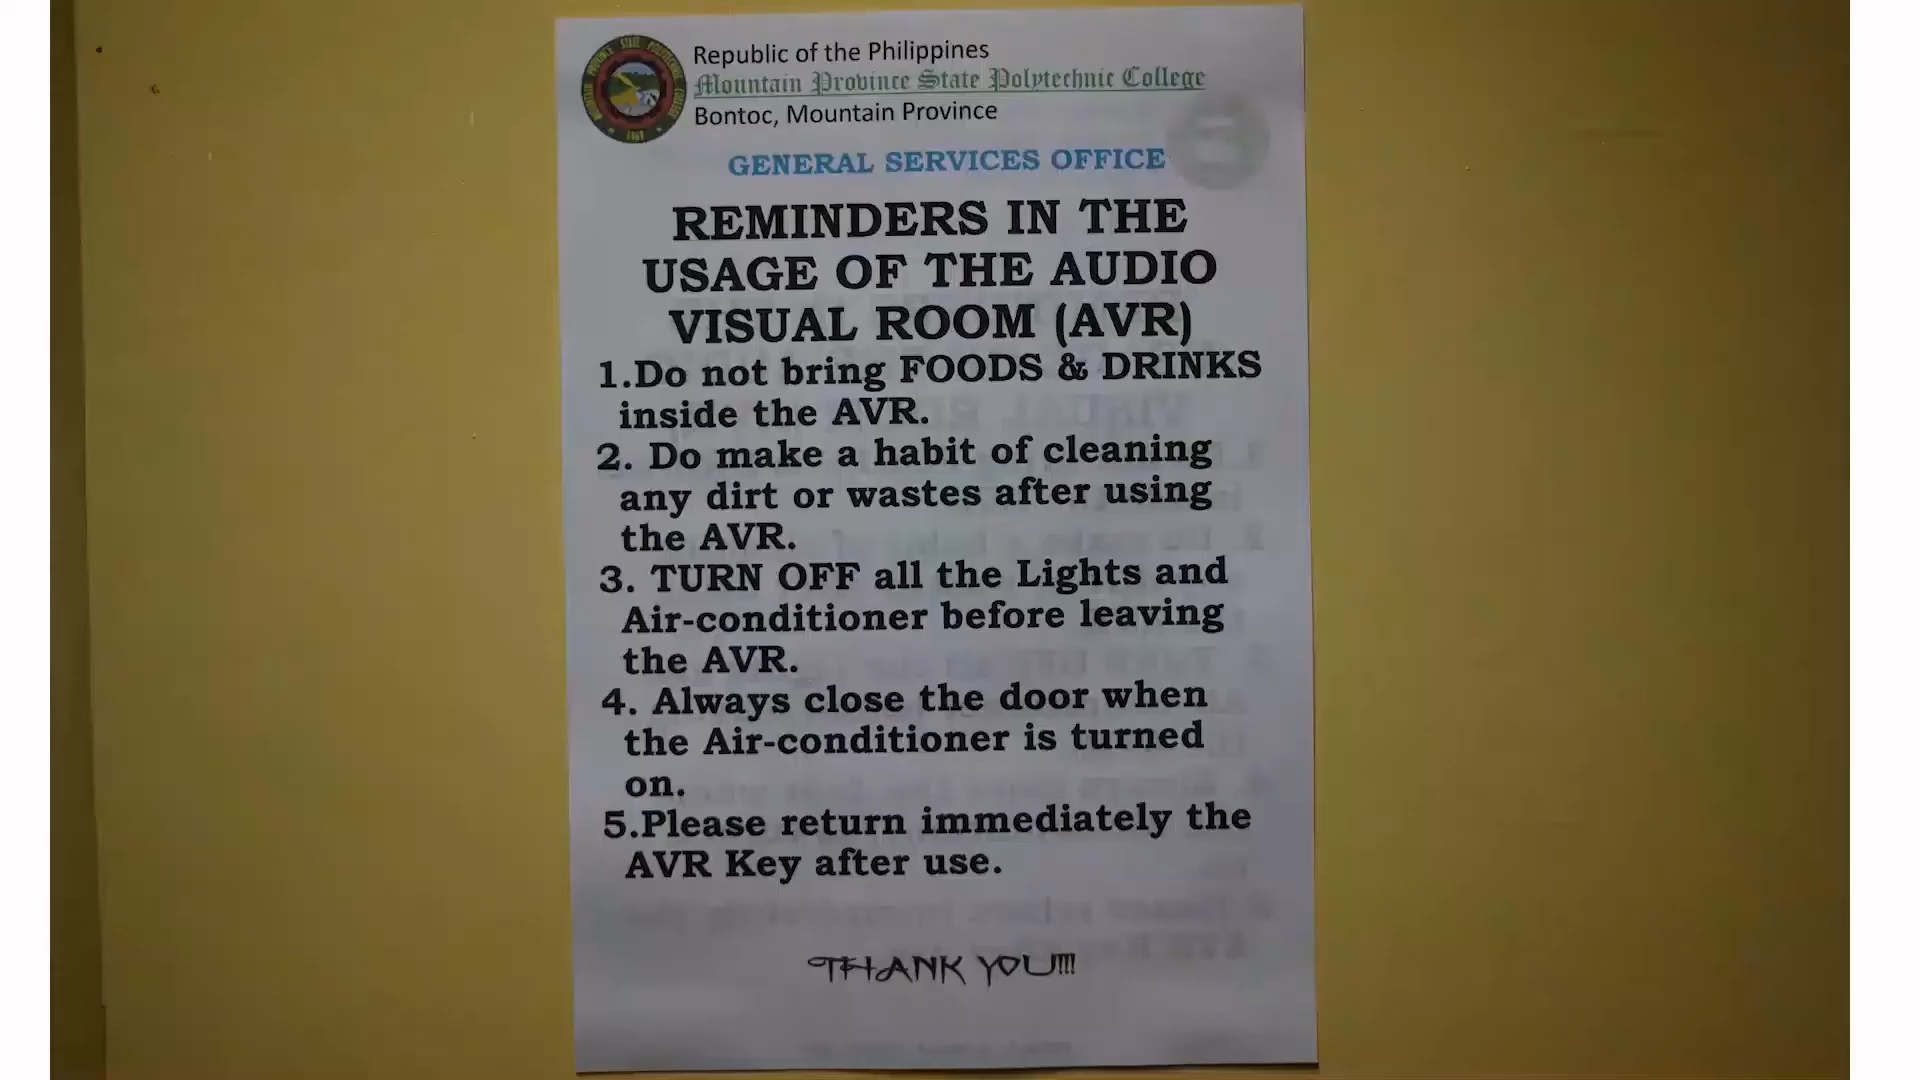 Republic of the Philippines
Mountain Province State Polytechnic College
Bontoc, Mountain Province
GENERAL SERVICES OFFICE
REMINDERS IN THE
USAGE OF THE AUDIO
VISUAL ROOM (AVR)
1.Do not bring FOODS & DRINKS
inside the AVR.
2. Do make a habit of cleaning
any dirt or wastes after using
the AVR.
3. TURN OFF all the Lights and
Air-conditioner before leaving
the AVR.
4. Always close the door when
the Air-conditioner is turned
on.
5.Please return immediately the
AVR Key after use.
THANK YOU!!!